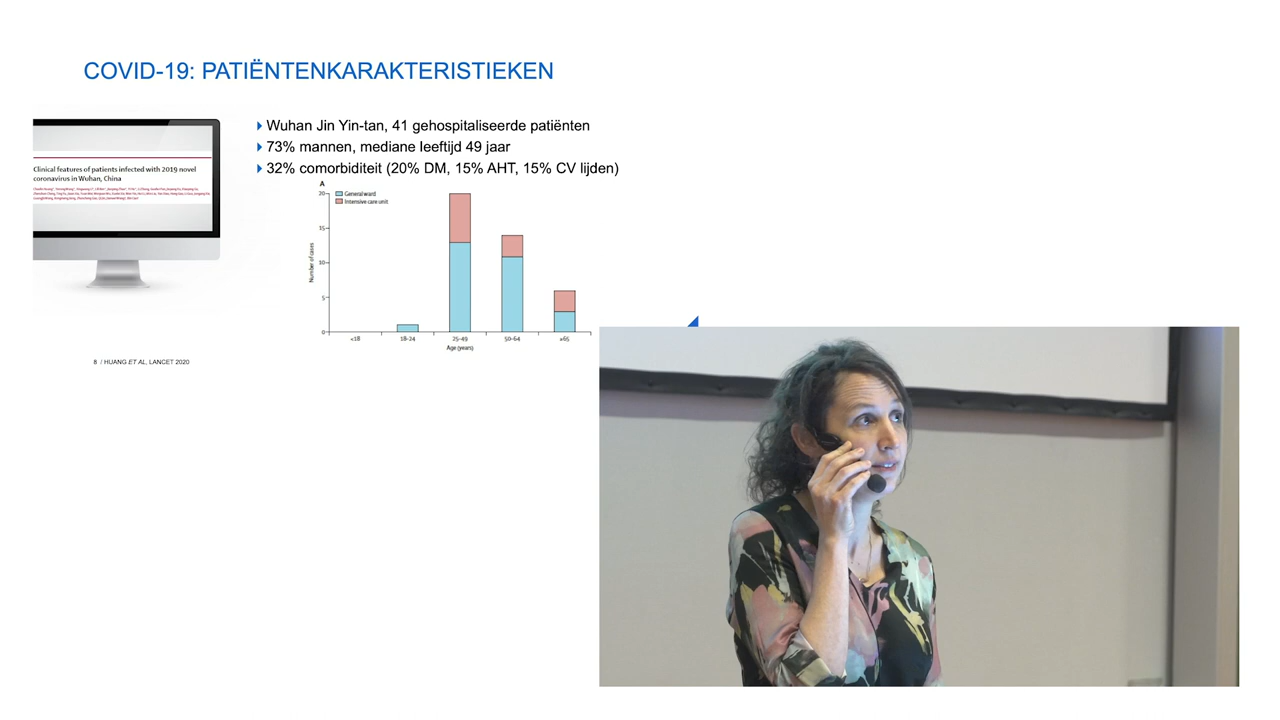 COVID-19: PATIËNTENKARAKTERISTIEKEN
Clinical features of patients infected with 2019 novel
coronavirus in Wuhan, China
Wuhan Jin Yin-tan, 41 gehospitaliseerde patiënten
73% mannen, mediane leeftijd 49 jaar
32% comorbiditeit (20% DM, 15% AHT, 15% CV lijden)
A
General ward
Intensive care unit
Number of cases
20
15
10
5
0
<18
18-24
25-49
50-64
≥65
Age (years)
8 / HUANG ET AL, LANCET 2020